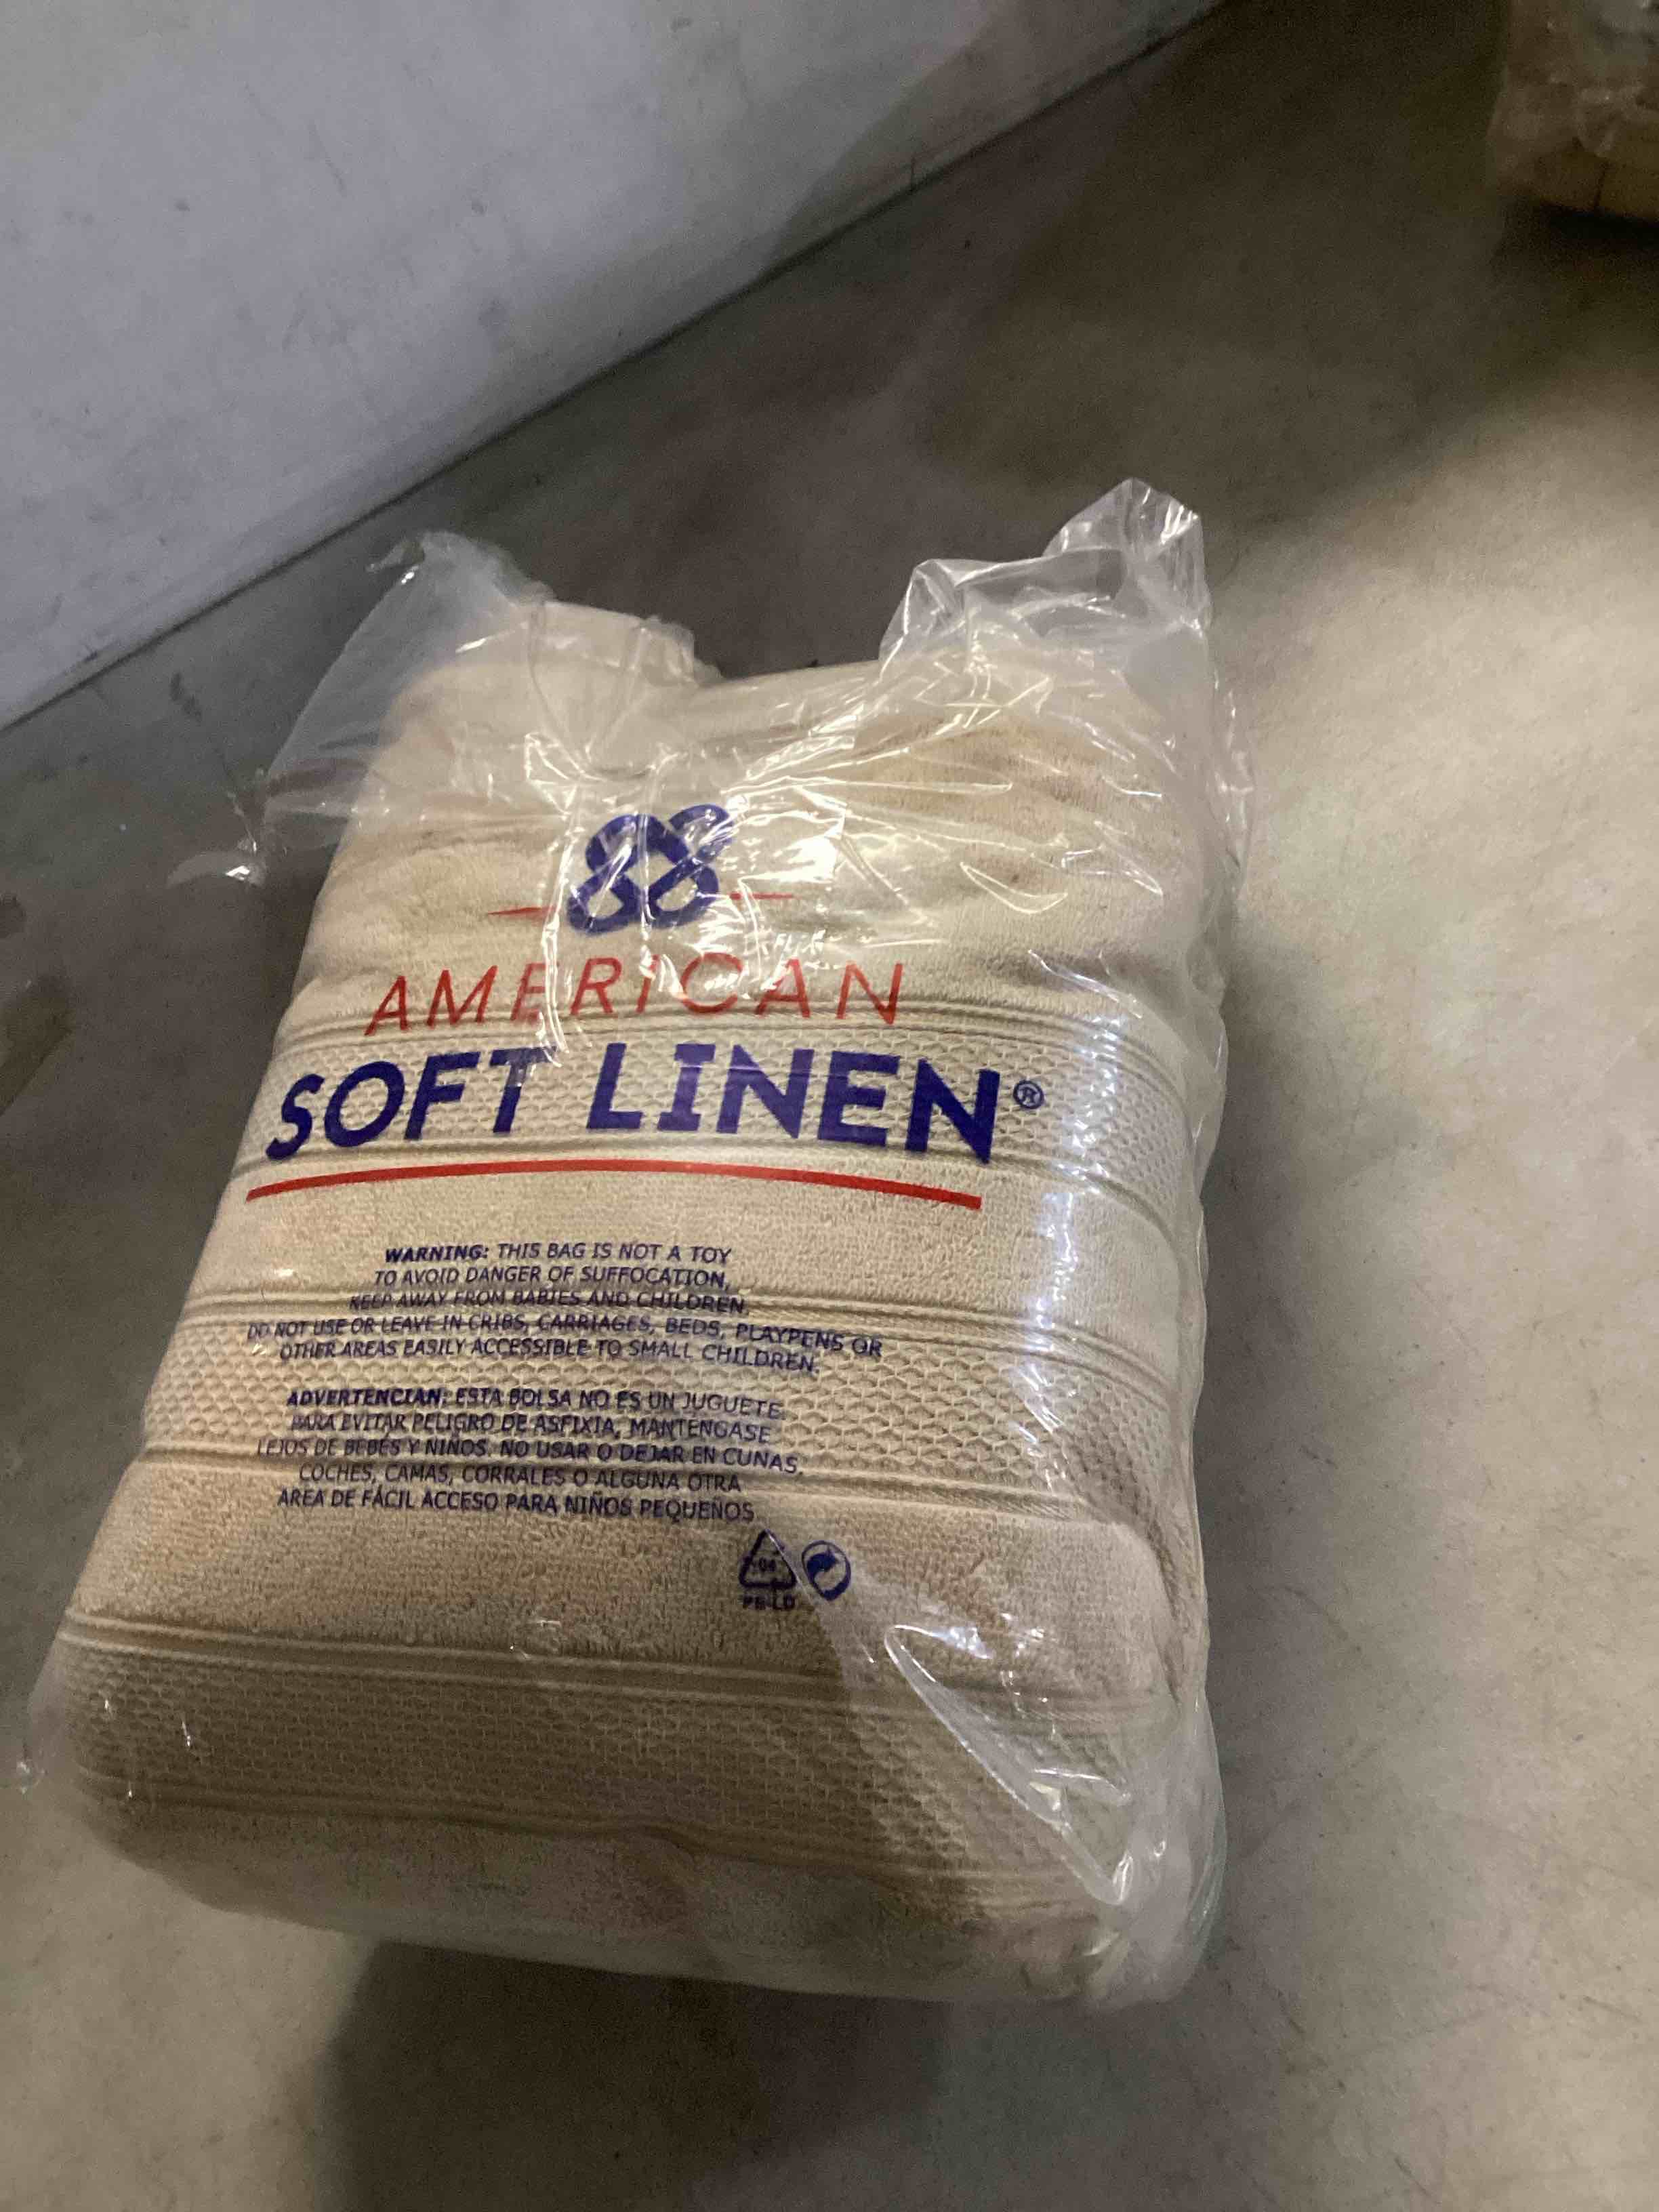 AMERICAN
SOFT LINEN®
WARNING: THIS BAG IS NOT A TOY
TO AVOID DANGER OF SUFFOCATION,
KEEP AWAY FROM BABIES AND CHILDREN.
DO NOT USE OR LEAVE IN CRIBS, CARRIAGES, BEDS, PLAYPENS OR
OTHER AREAS EASILY ACCESSIBLE TO SMALL CHILDREN.
ADVERTENCIAN: ESTA BOLSA NO ES UN JUGUETE.
PARA EVITAR PELIGRO DE ASFIXIA, MANTENGASE
LEJOS DE BEBÉS Y NIÑOS. NO USAR O DEJAR EN CUNAS,
COCHES, CAMAS, CORRALES O ALGUNA OTRA
AREA DE FÁCIL ACCESO PARA NIÑOS PEQUEÑOS
04
PE-LD